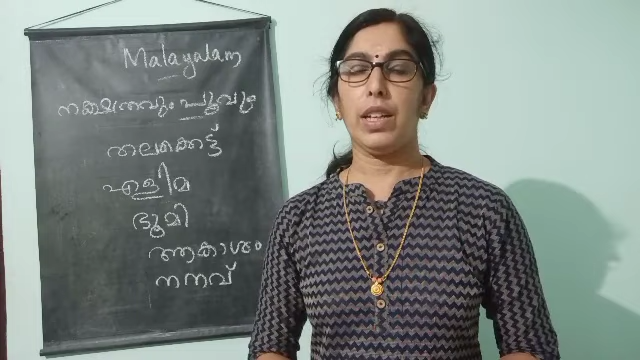 Malayalam
നക്ഷത്രവും പൂവും
തലക്കെട്ട്
എളിമ
ഭൂമി
ആകാശം
നനവ്